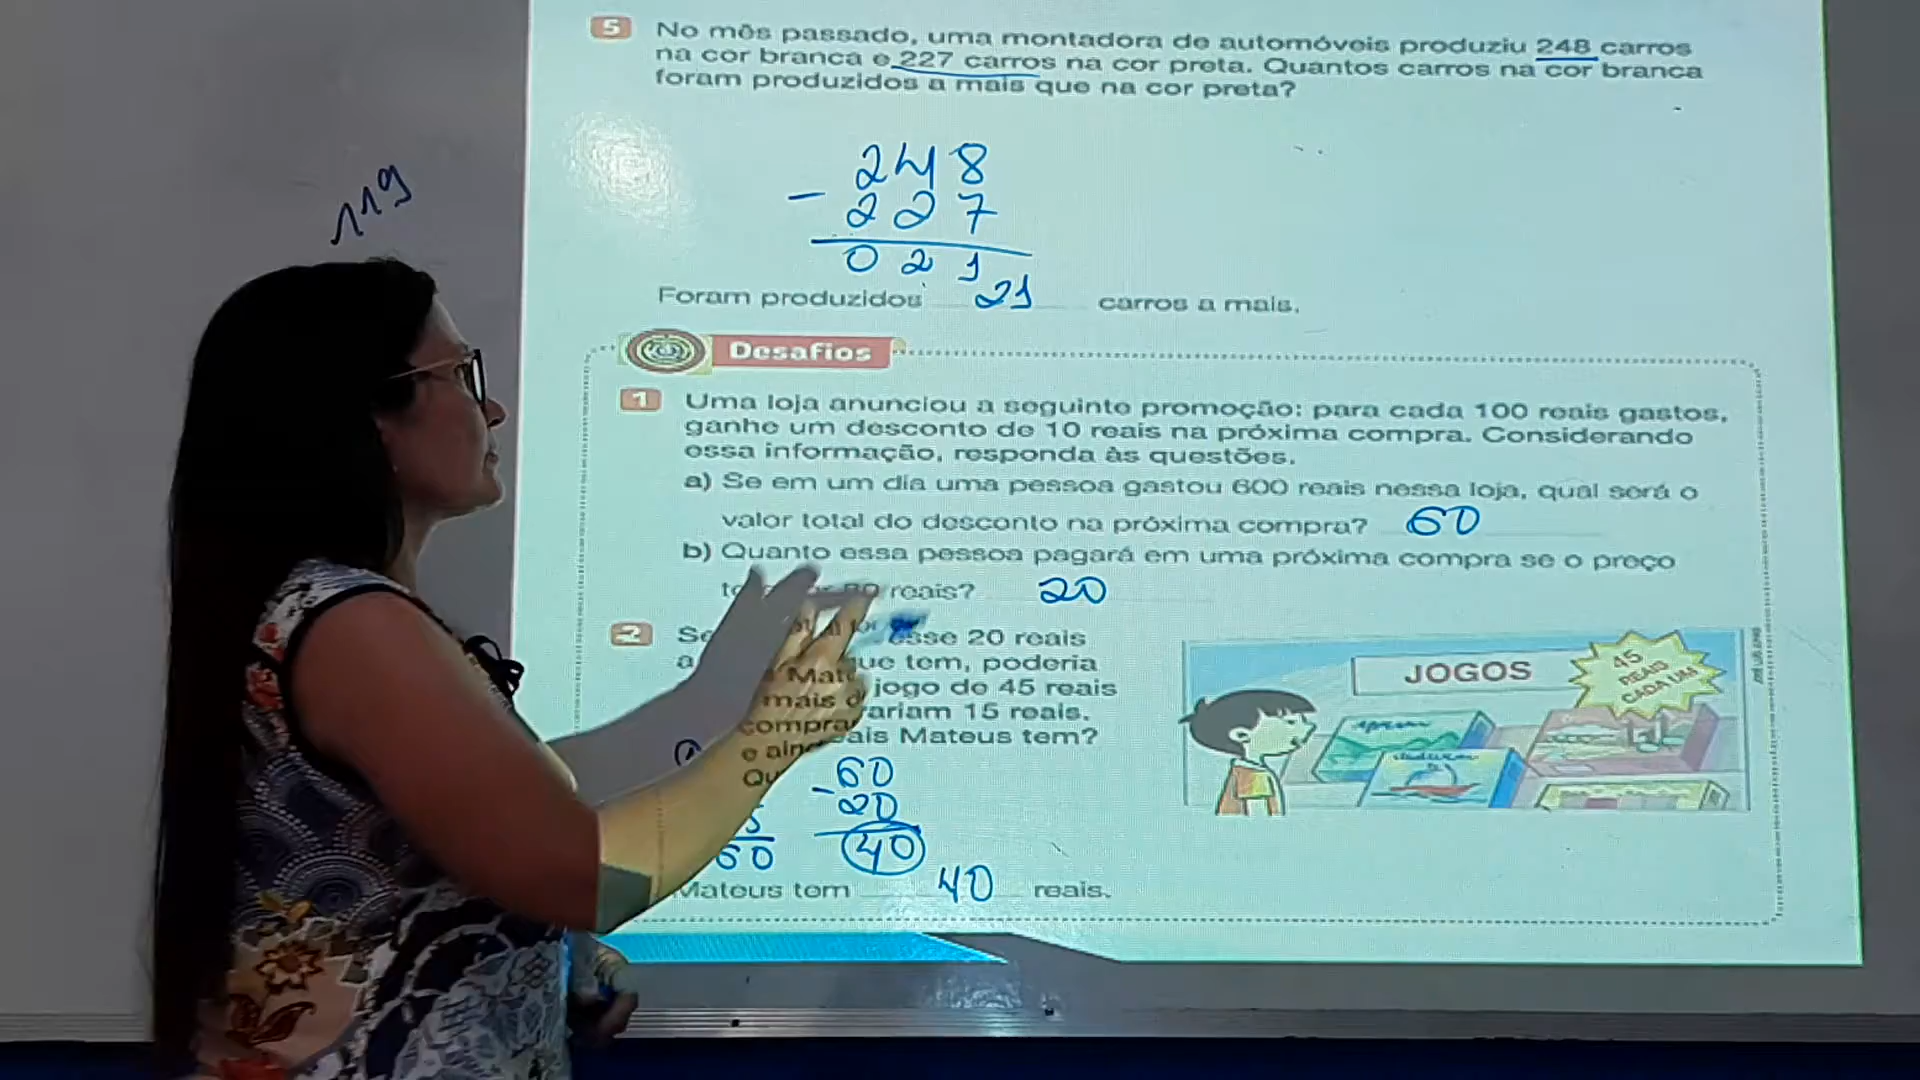 119
5 No mês passado, uma montadora de automóveis produziu 248 carros
na cor branca e 227 carros na cor preta. Quantos carros na cor branca
foram produzidos a mais que na cor preta?
248
- 227
021
Foram produzidos 21 carros a mais.
Desafios
1 Uma loja anunciou a seguinte promoção: para cada 100 reais gastos,
ganhe um desconto de 10 reais na próxima compra. Considerando
essa informação, responda às questões.
a) Se em um dia uma pessoa gastou 600 reais nessa loja, qual será o
valor total do desconto na próxima compra? 60
b) Quanto essa pessoa pagará em uma próxima compra se o preço
reais? 20
2 esse 20 reais
a que tem, poderia
mais jogo de 45 reais
compra ariam 15 reais.
e ain ais Mateus tem?
Qu
JOGOS
45
REAIS
CADA UM
5
60
60
- 20
40
Mateus tem 40 reais.